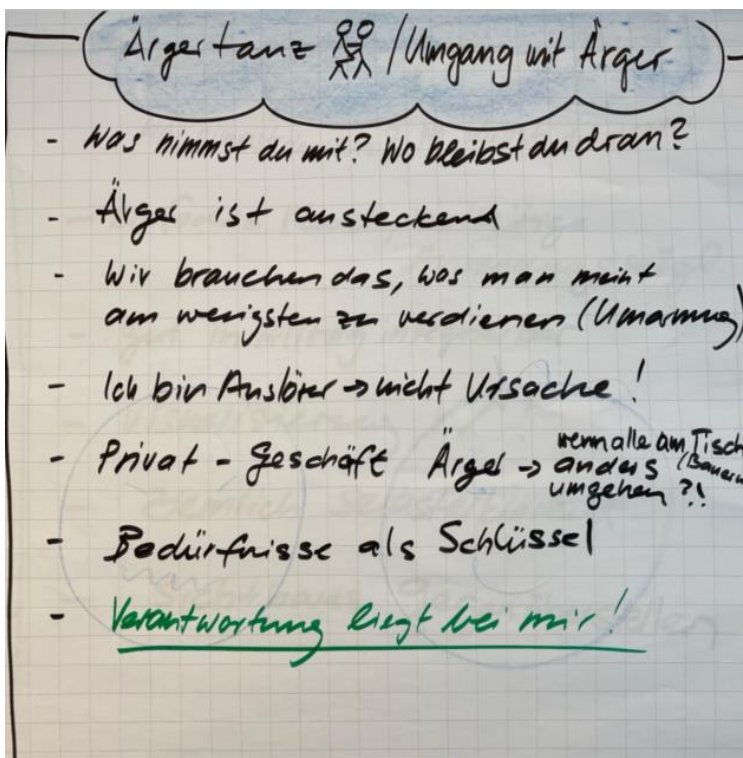 Ärgertanz / Umgang mit Ärger
- Was nimmst du mit? Wo bleibst du dran?
- Ärger ist ansteckend
- Wir brauchen das, was man meint
am wenigsten zu verdienen (Umarmung)
- Ich bin Auslöser → nicht Ursache!
- Privat - Geschäft Ärger → wenn alle am Tisch
anders (Bauern
umgehen?!
- Bedürfnisse als Schlüssel
- Verantwortung liegt bei mir!